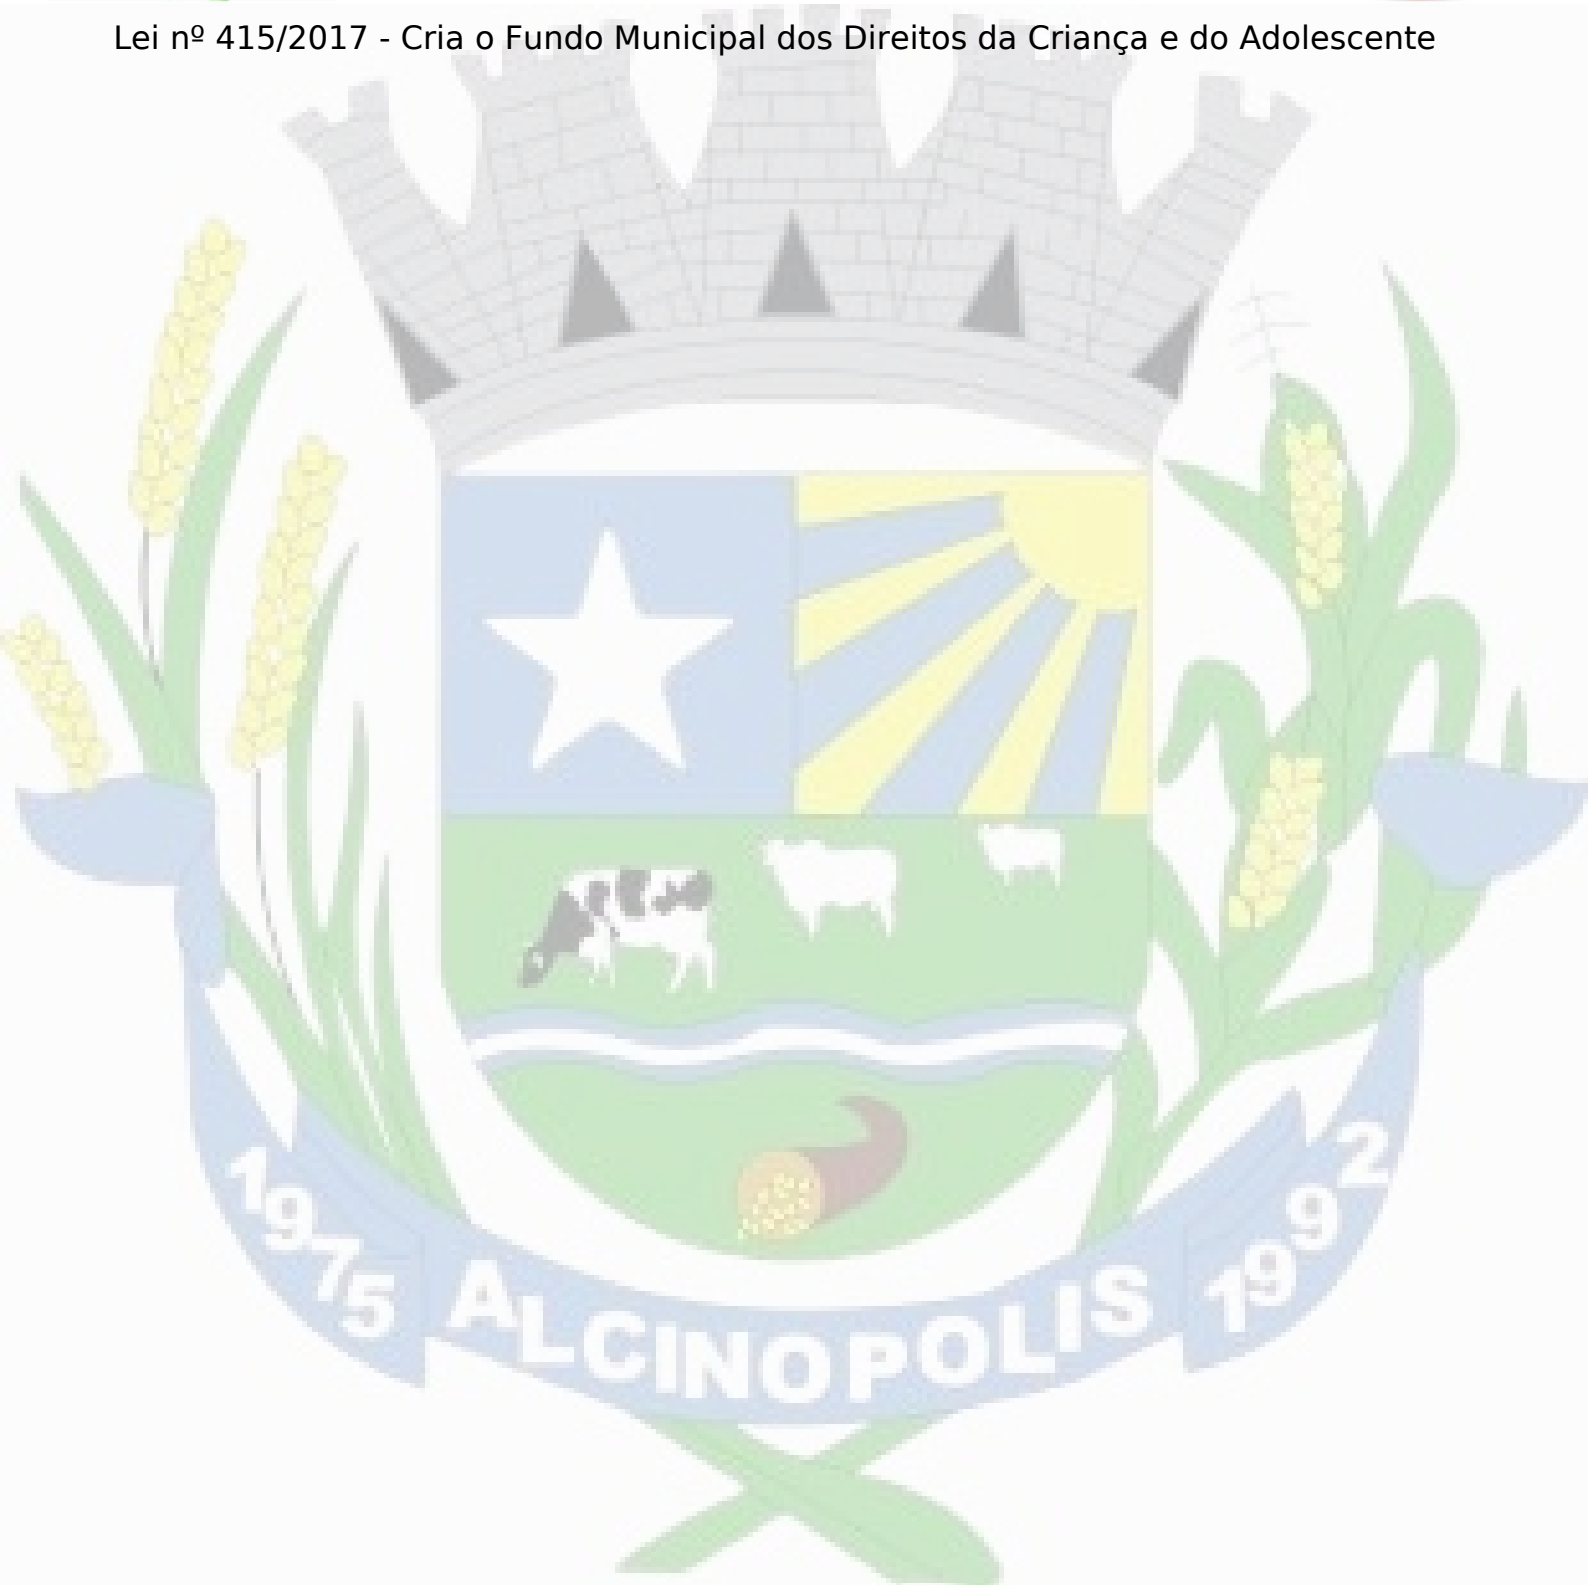 Lei nº 415/2017 - Cria o Fundo Municipal dos Direitos da Criança e do Adolescente
1975 ALCINOPOLIS 1992